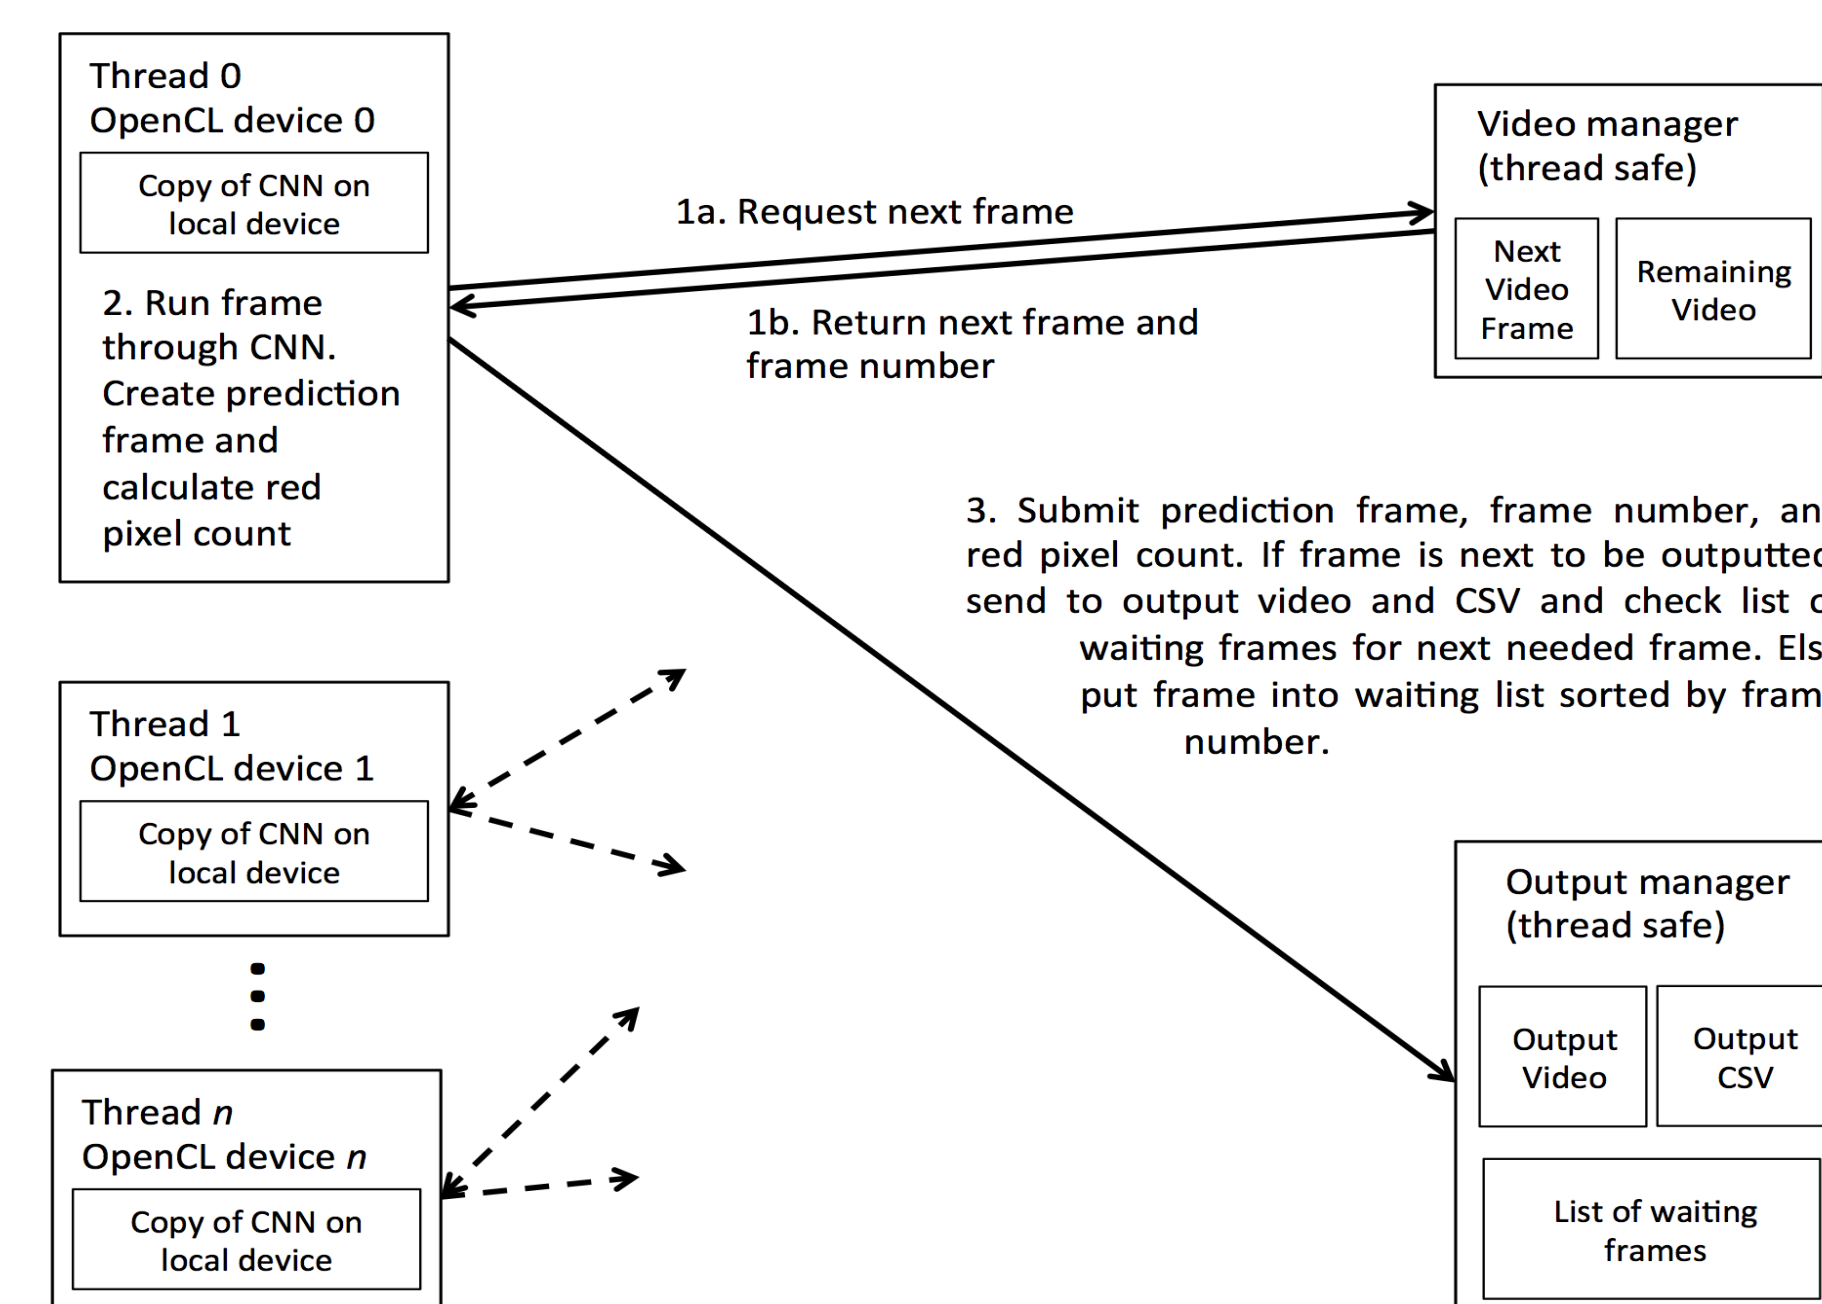 Thread 0
OpenCL device 0
Copy of CNN on
local device
2. Run frame
through CNN.
Create prediction
frame and
calculate red
pixel count
1a. Request next frame
1b. Return next frame and
frame number
Video manager
(thread safe)
Next
Video
Frame
Remaining
Video
3. Submit prediction frame, frame number, an
red pixel count. If frame is next to be outputted
send to output video and CSV and check list o
waiting frames for next needed frame. Els
put frame into waiting list sorted by fram
number.
Thread 1
OpenCL device 1
Copy of CNN on
local device
Thread n
OpenCL device n
Copy of CNN on
local device
Output manager
(thread safe)
Output
Video
Output
CSV
List of waiting
frames